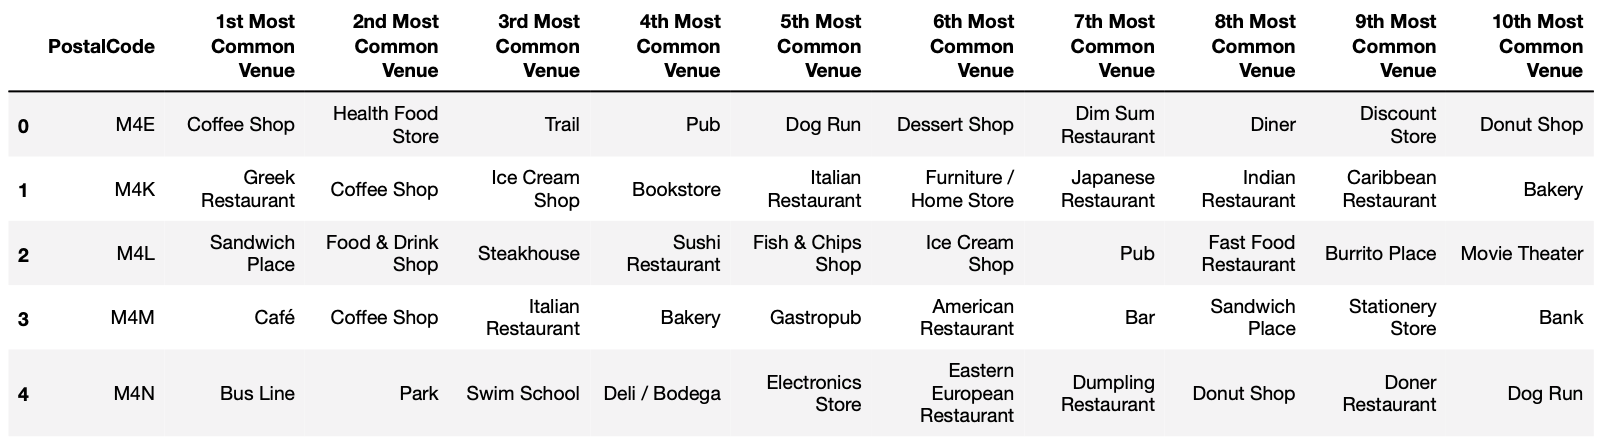 PostalCode 1st Most Common Venue 2nd Most Common Venue 3rd Most Common Venue 4th Most Common Venue 5th Most Common Venue 6th Most Common Venue 7th Most Common Venue 8th Most Common Venue 9th Most Common Venue 10th Most Common Venue
0 M4E Coffee Shop Health Food Store Trail Pub Dog Run Dessert Shop Dim Sum Restaurant Diner Discount Store Donut Shop
1 M4K Greek Restaurant Coffee Shop Ice Cream Shop Bookstore Italian Restaurant Furniture / Home Store Japanese Restaurant Indian Restaurant Caribbean Restaurant Bakery
2 M4L Sandwich Place Food & Drink Shop Steakhouse Sushi Restaurant Fish & Chips Shop Ice Cream Shop Pub Fast Food Restaurant Burrito Place Movie Theater
3 M4M Café Coffee Shop Italian Restaurant Bakery Gastropub American Restaurant Bar Sandwich Place Stationery Store Bank
4 M4N Bus Line Park Swim School Deli / Bodega Electronics Store Eastern European Restaurant Dumpling Restaurant Donut Shop Doner Restaurant Dog Run